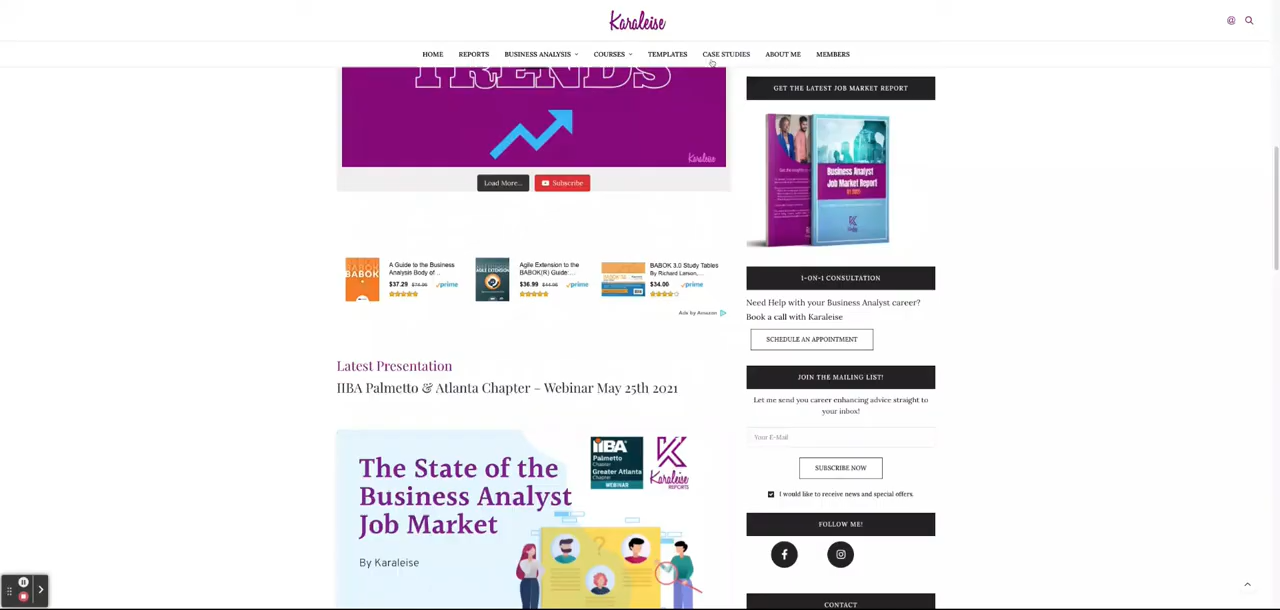 Karaleise
HOME REPORTS BUSINESS ANALYSIS COURSES TEMPLATES CASE STUDIES ABOUT ME MEMBERS
TRENDS
Karaleise
Load More...
Subscribe
A Guide to the Business
Analysis Body of ...
$37.29 $74.95 prime
Agile Extension to the
BABOK(R) Guide:...
$36.99 $44.95 prime
BABOK 3.0 Study Tables
By Richard Larson,...
$34.00 prime
Ads by Amazon
Latest Presentation
IIBA Palmetto & Atlanta Chapter – Webinar May 25th 2021
The State of the
Business Analyst
Job Market
By Karaleise
IIBA
Palmetto
Chapter
Greater Atlanta
Chapter
WEBINAR
Karaleise
REPORTS
GET THE LATEST JOB MARKET REPORT
Business Analyst
Job Market Report
1-ON-1 CONSULTATION
Need Help with your Business Analyst career?
Book a call with Karaleise
SCHEDULE AN APPOINTMENT
JOIN THE MAILING LIST!
Let me send you career enhancing advice straight to
your inbox!
Your E-Mail
SUBSCRIBE NOW
I would like to receive news and special offers.
FOLLOW ME!
CONTACT